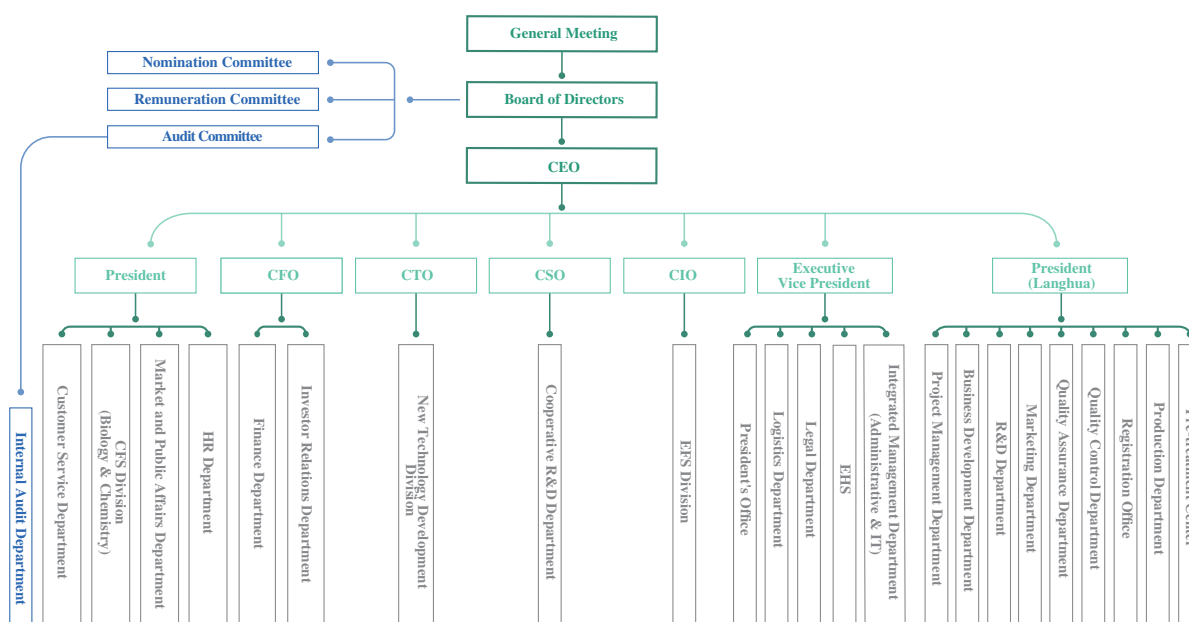 General Meeting
Nomination Committee
Remuneration Committee
Board of Directors
Audit Committee
CEO
President
CFO
CTO
CSO
CIO
Executive
Vice President
President
(Langhua)
Internal Audit Department
Customer Service Department
CFS Division
(Biology & Chemistry)
Market and Public Affairs Department
HR Department
Finance Department
Investor Relations Department
New Technology Development
Division
Cooperative R&D Department
EFS Division
President's Office
Logistics Department
Legal Department
EHS
Integrated Management Department
(Administrative & IT)
Project Management Department
Business Development Department
R&D Department
Marketing Department
Quality Assurance Department
Quality Control Department
Registration Office
Production Department